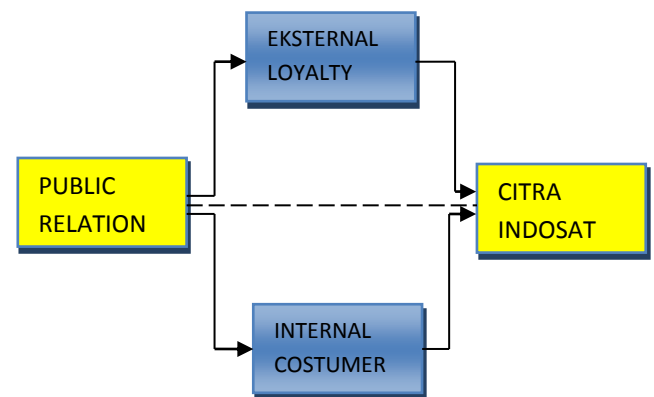 EKSTERNAL
LOYALTY
PUBLIC
RELATION
CITRA
INDOSAT
INTERNAL
COSTUMER